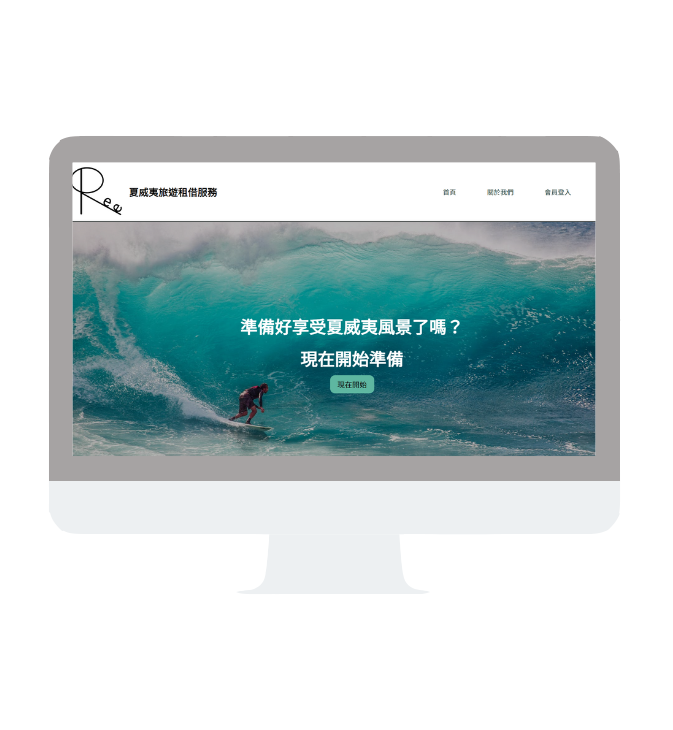 Ree
夏威夷旅遊租借服務
首頁
關於我們
會員登入
準備好享受夏威夷風景了嗎？
現在開始準備
現在開始